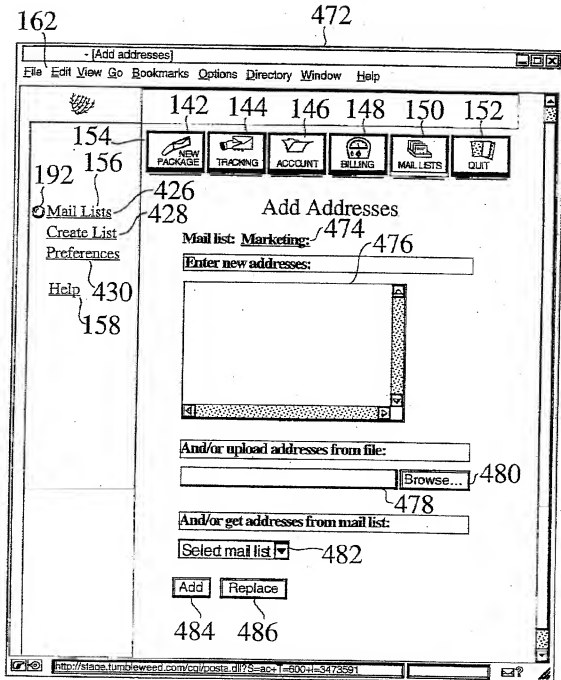 472
162
- [Add addresses]
File Edit View Go Bookmarks Options Directory Window Help
142 144 146 148 150 152
154
NEW PACKAGE TRACKING ACCOUNT BILLING MAIL LISTS QUIT
156
192
Mail Lists 426
Create List 428
Preferences
430
Help
158
Add Addresses
Mail list: Marketing: 474
476
Enter new addresses:
And/or upload addresses from file:
Browse... 480
478
And/or get addresses from mail list:
Select mail list 482
Add Replace
484 486
http://stage.tumbleweed.com/cgi/posta.dll?S=ac+T=600+I=3473591